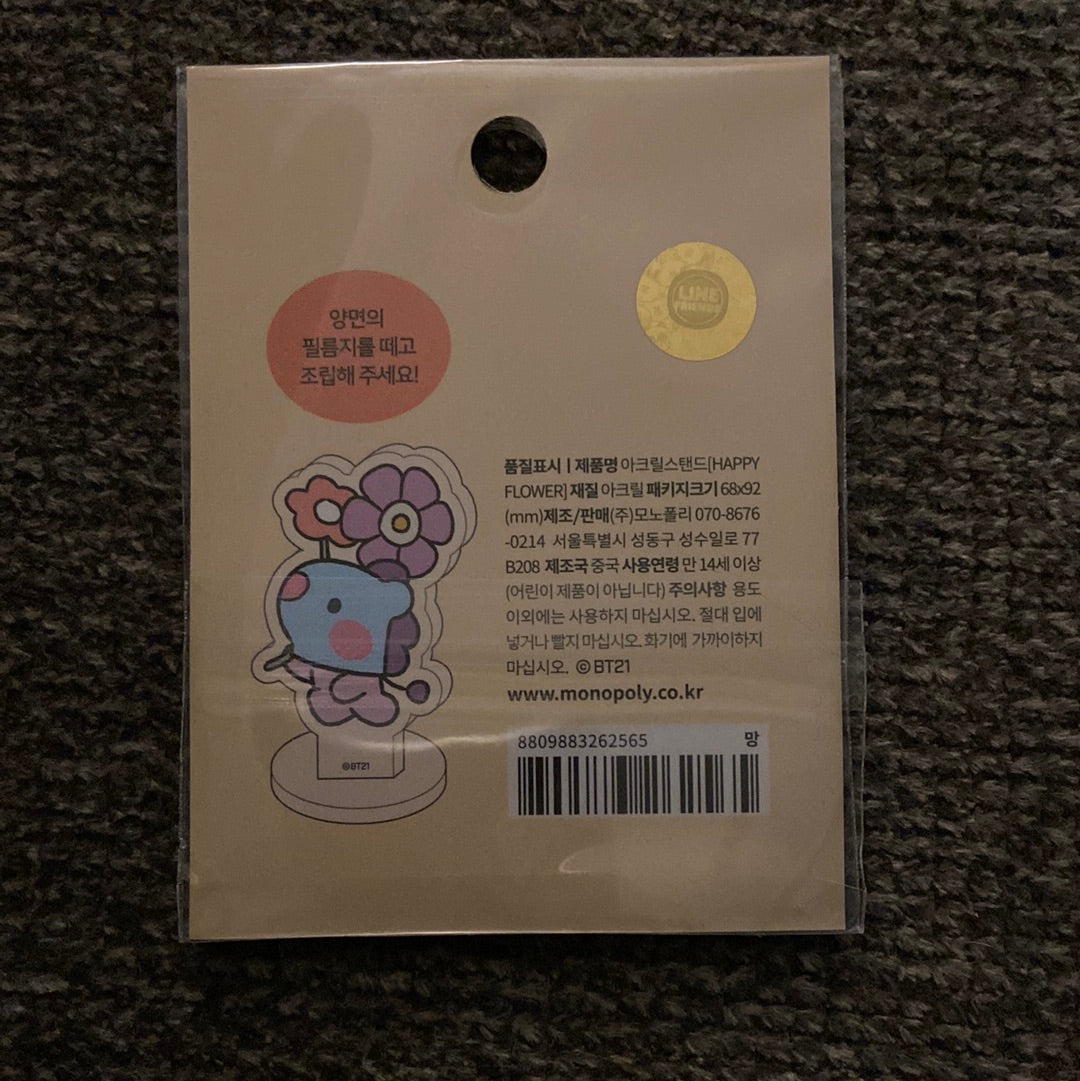 양면의
필름지를 떼고
조립해 주세요!
LINE
FRIENDS
품질표시 | 제품명 아크릴스탠드[HAPPY
FLOWER] 재질 아크릴 패키지크기 68x92
(mm)제조/판매(주)모노폴리 070-8676
-0214 서울특별시 성동구 성수일로 77
B208 제조국 중국 사용연령 만 14세 이상
(어린이 제품이 아닙니다) 주의사항 용도
이외에는 사용하지 마십시오. 절대 입에
넣거나 빨지 마십시오. 화기에 가까이하지
마십시오. ©BT21
www.monopoly.co.kr
8809883262565 망
©BT21